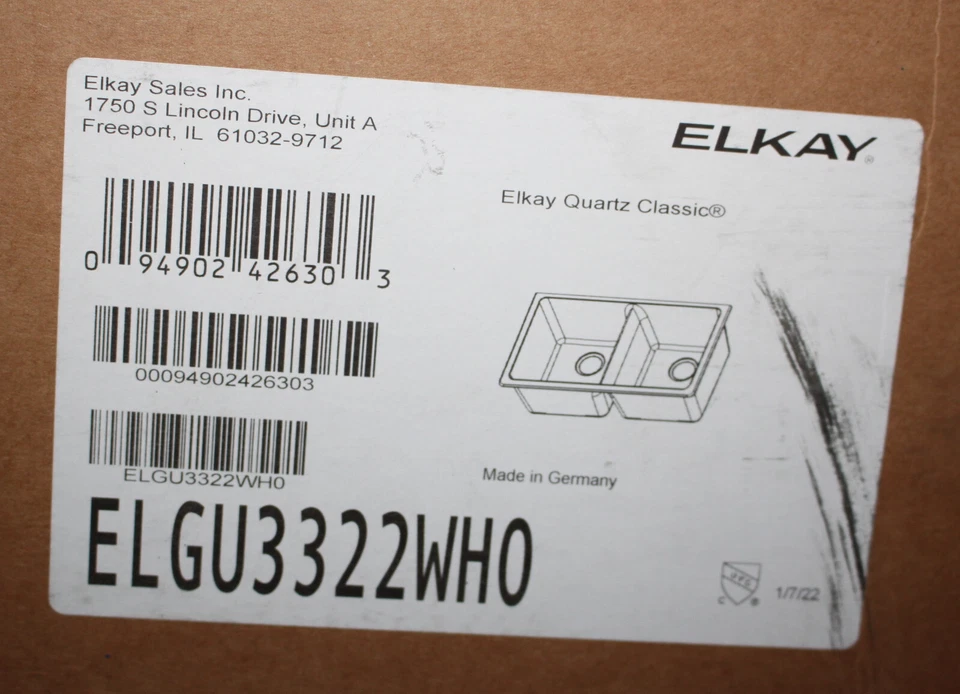 Elkay Sales Inc.
1750 S Lincoln Drive, Unit A
Freeport, IL 61032-9712
ELKAY®
Elkay Quartz Classic®
0 94902 42630 3
00094902426303
ELGU3322WH0
Made in Germany
ELGU3322WH0
UPC
C ®
1/7/22